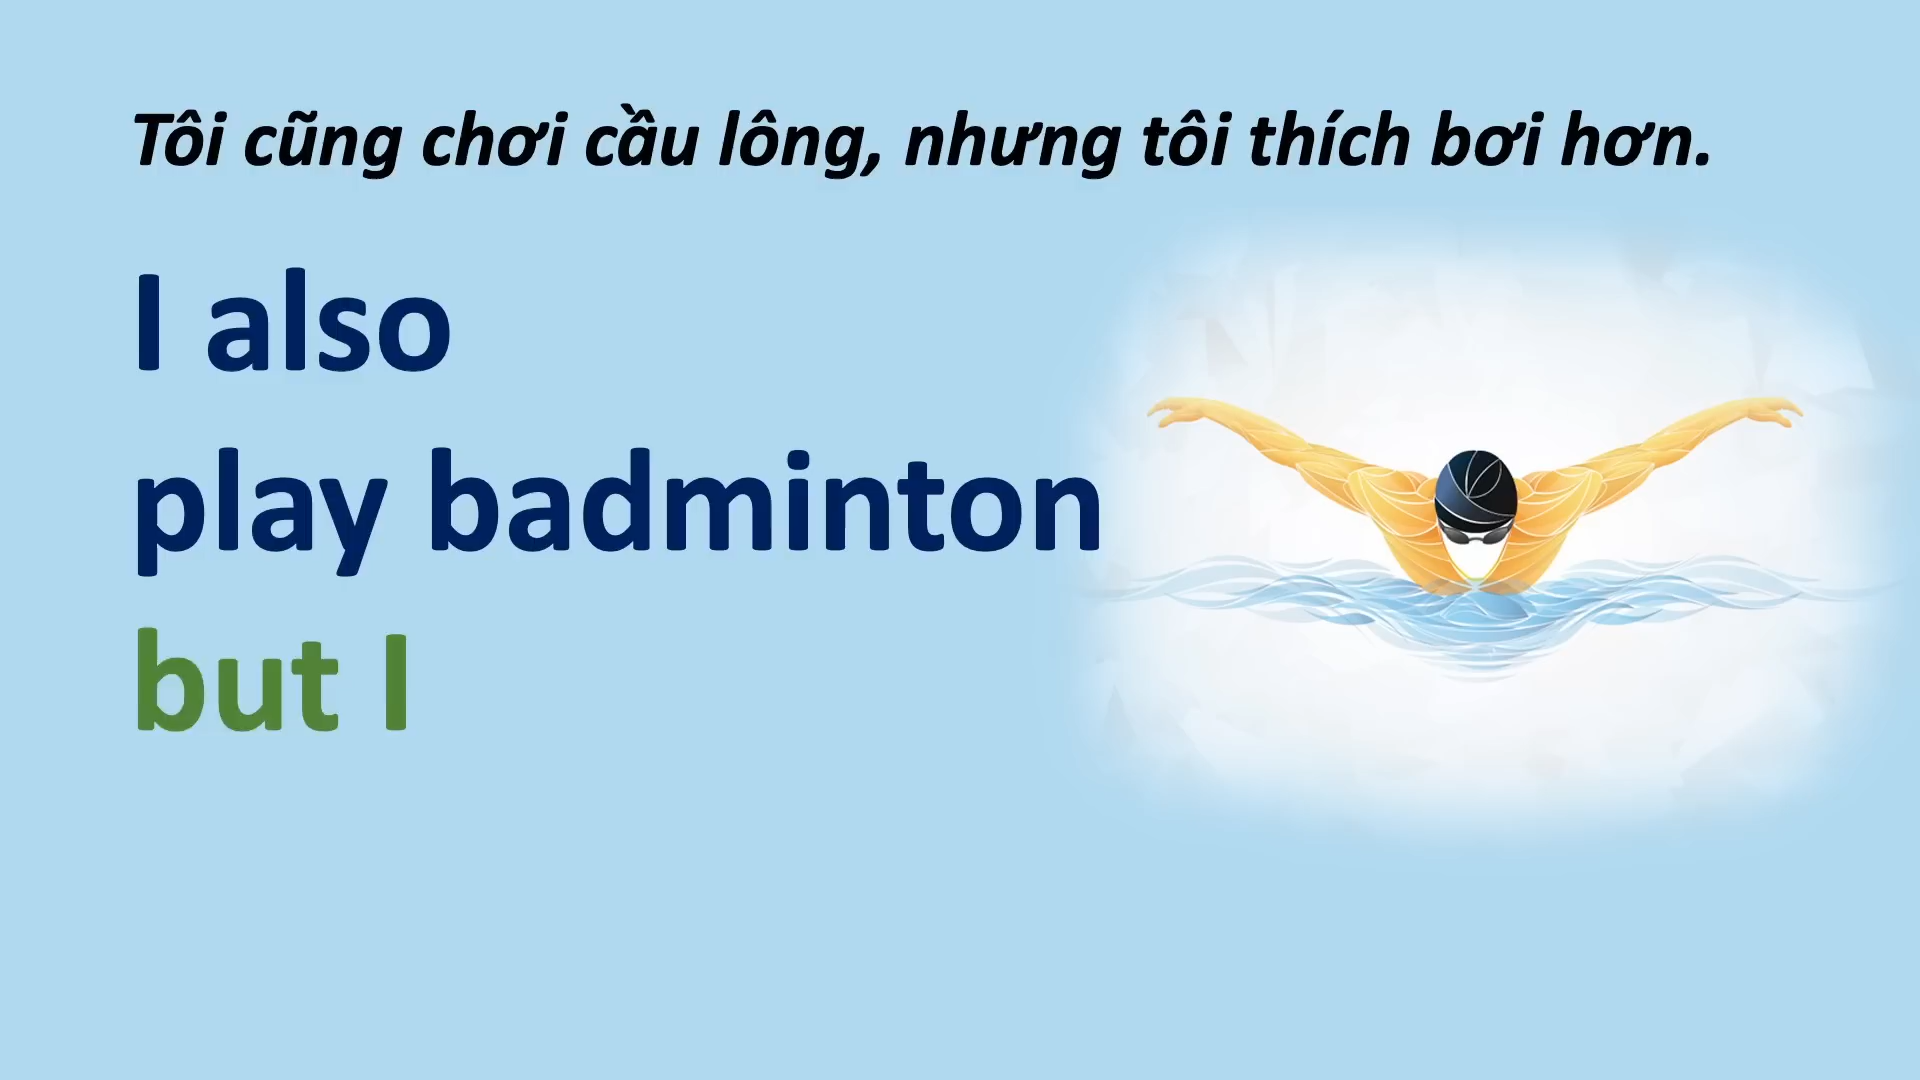 Tôi cũng chơi cầu lông, nhưng tôi thích bơi hơn.
I also
play badminton
but I